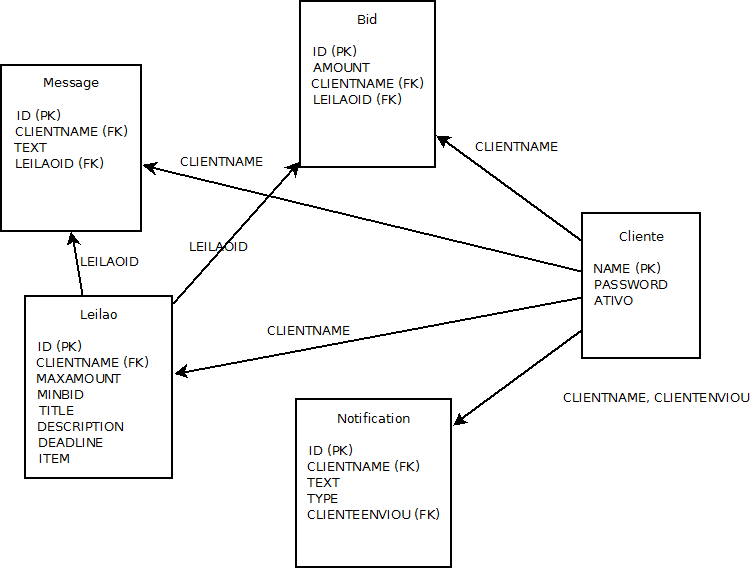 Bid
ID (PK)
AMOUNT
CLIENTNAME (FK)
LEILAOID (FK)
Message
ID (PK)
CLIENTNAME (FK)
TEXT
LEILAOID (FK)
CLIENTNAME
CLIENTNAME
LEILAOID
LEILAOID
Cliente
NAME (PK)
PASSWORD
ATIVO
Leilao
ID (PK)
CLIENTNAME (FK)
MAXAMOUNT
MINBID
TITLE
DESCRIPTION
DEADLINE
ITEM
CLIENTNAME
CLIENTNAME, CLIENTENVIOU
Notification
ID (PK)
CLIENTNAME (FK)
TEXT
TYPE
CLIENTEENVIOU (FK)